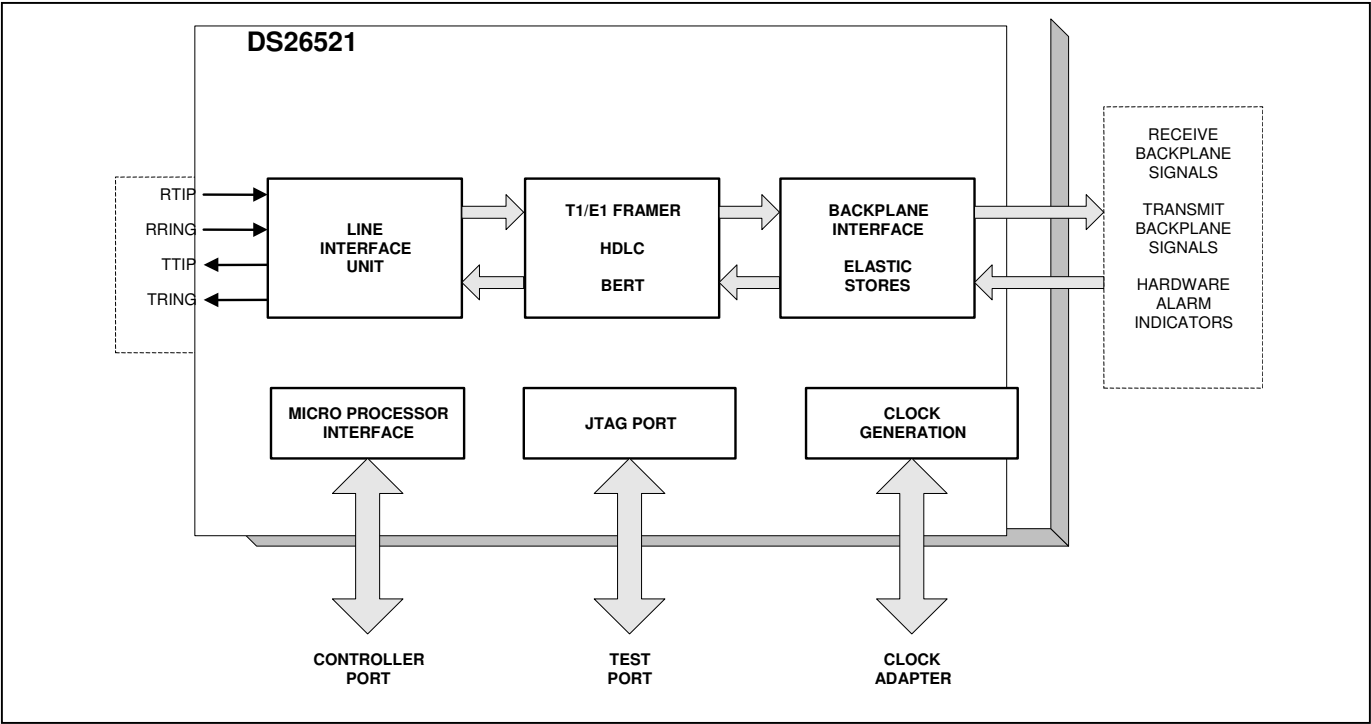 DS26521
RTIP
RRING
TTIP
TRING
LINE
INTERFACE
UNIT
T1/E1 FRAMER
HDLC
BERT
BACKPLANE
INTERFACE
ELASTIC
STORES
RECEIVE
BACKPLANE
SIGNALS
TRANSMIT
BACKPLANE
SIGNALS
HARDWARE
ALARM
INDICATORS
MICRO PROCESSOR
INTERFACE
JTAG PORT
CLOCK
GENERATION
CONTROLLER
PORT
TEST
PORT
CLOCK
ADAPTER